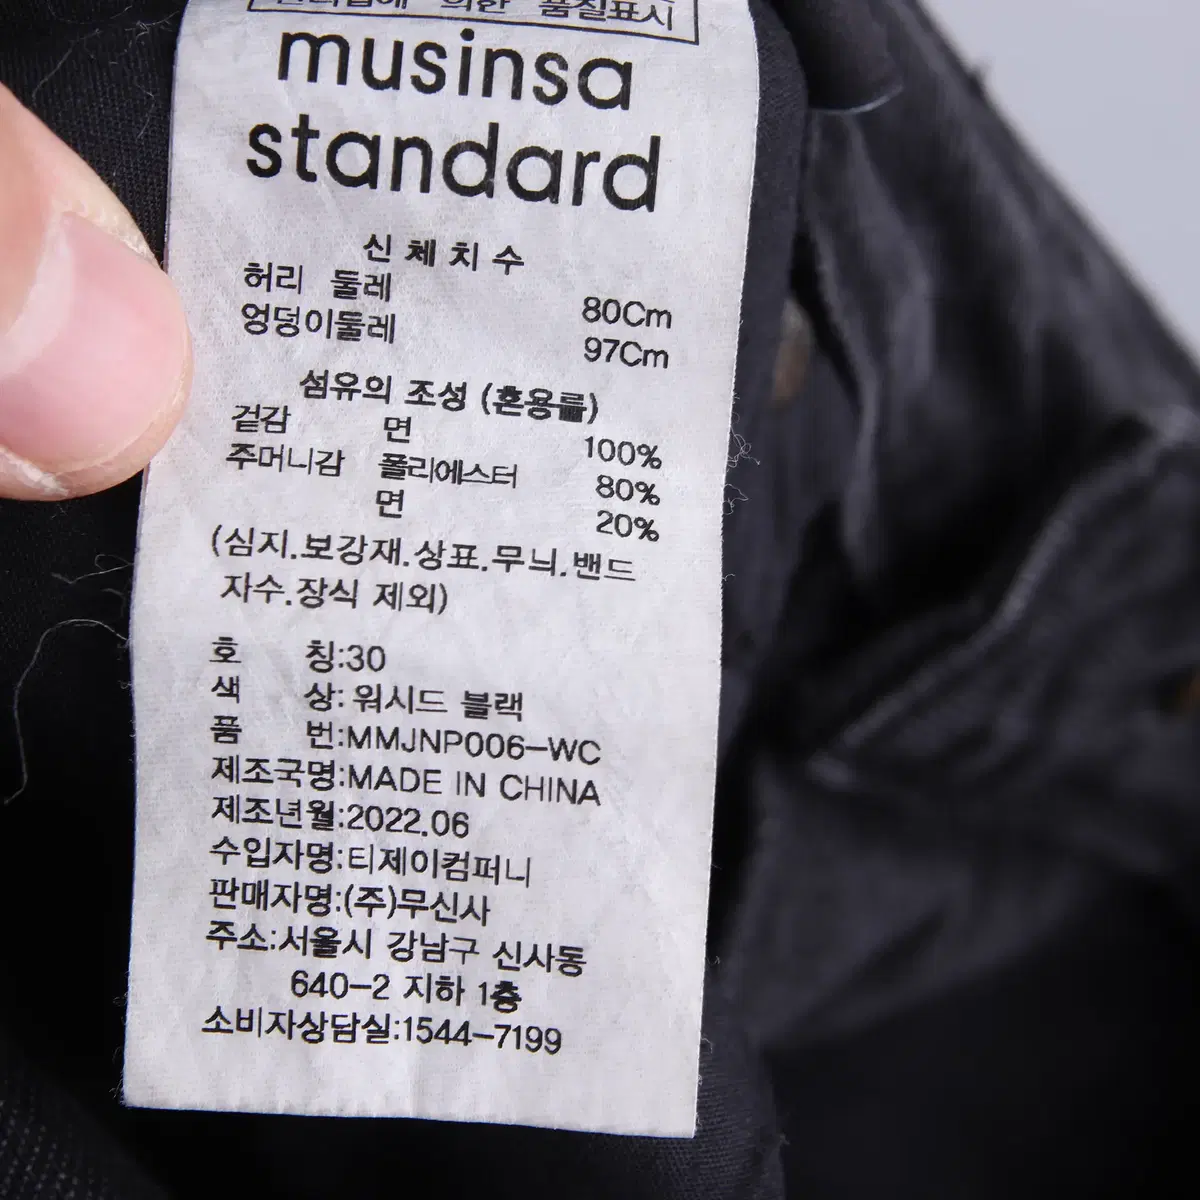 의한 품질표시
musinsa
standard
신체치수
허리 둘레 80Cm
엉덩이둘레 97Cm
섬유의 조성 (혼용률)
겉감 면 100%
주머니감 폴리에스터 80%
면 20%
(심지.보강재.상표.무늬.밴드
자수.장식 제외)
호 칭:30
색 상:워시드 블랙
품 번:MMJNP006-WC
제조국명:MADE IN CHINA
제조년월:2022.06
수입자명:티제이컴퍼니
판매자명:(주)무신사
주소:서울시 강남구 신사동
640-2 지하 1층
소비자상담실:1544-7199